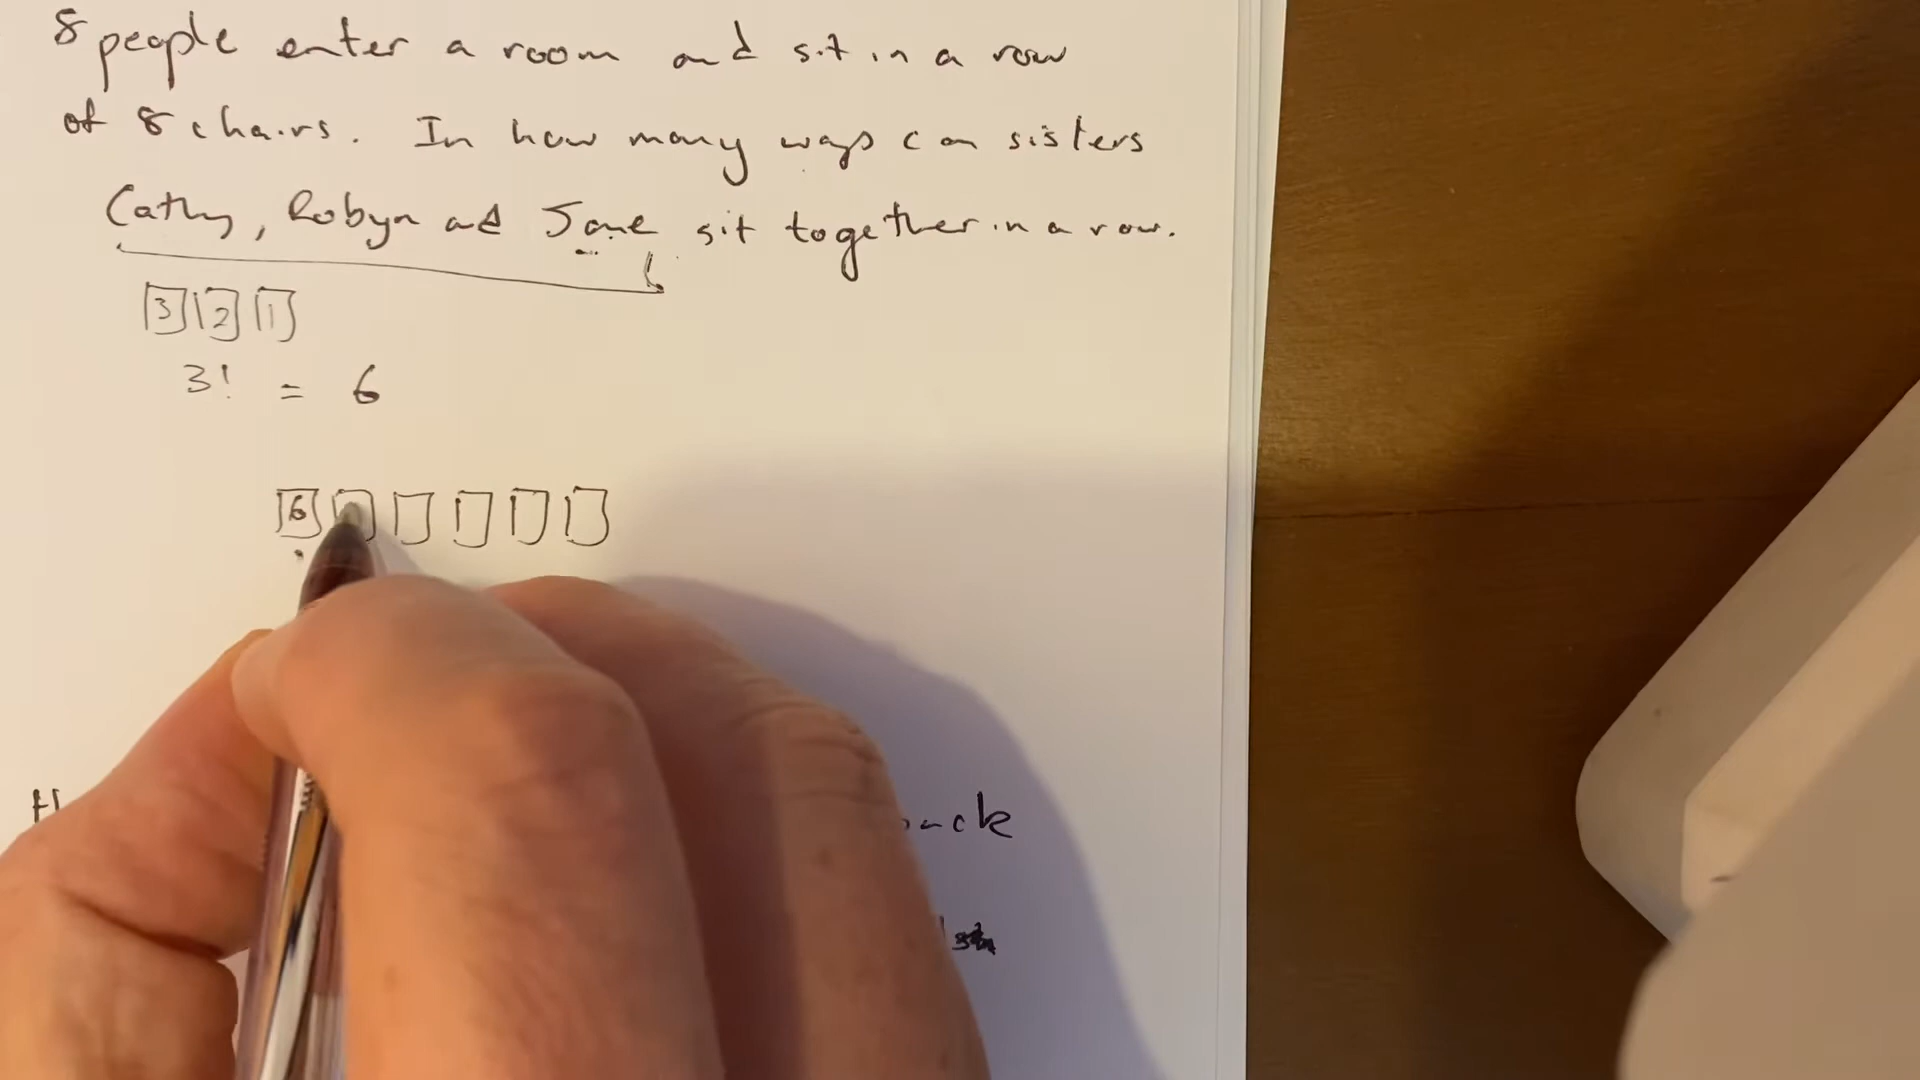 8 people enter a room and sit in a row
of 8 chairs. In how many ways can sisters
Cathy, Robyn and Jane sit together in a row.
3 2 1
3! = 6
6